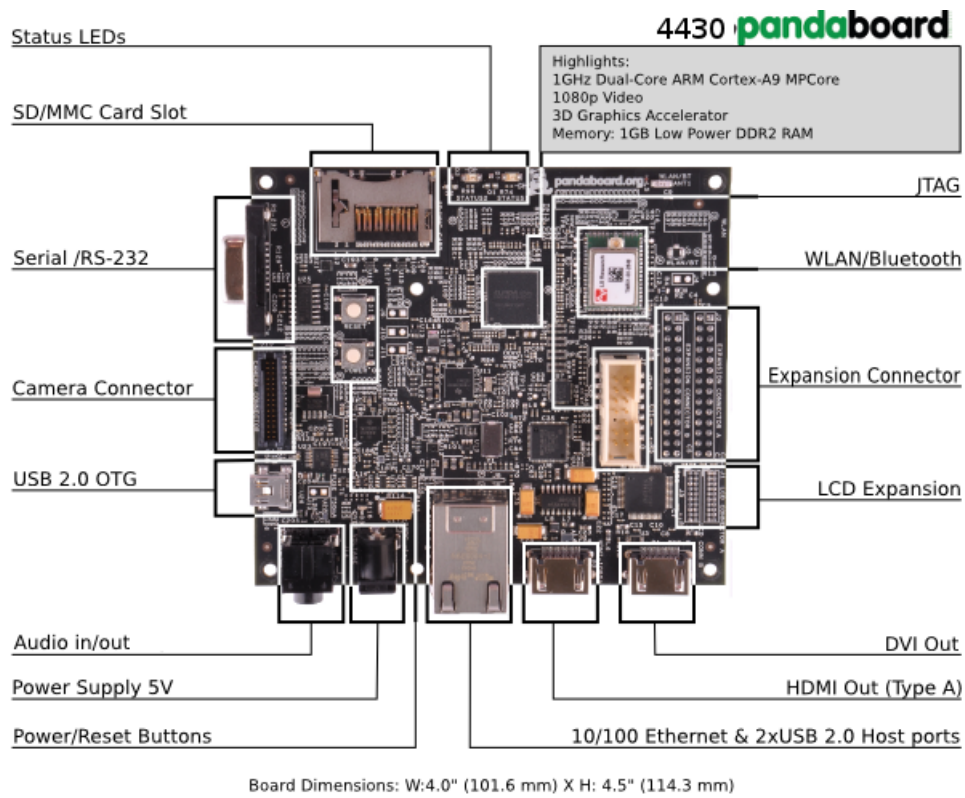 4430 pandaboard
Status LEDs
Highlights:
1GHz Dual-Core ARM Cortex-A9 MPCore
1080p Video
3D Graphics Accelerator
Memory: 1GB Low Power DDR2 RAM
SD/MMC Card Slot
pandaboard.org
WLAN/BT
ANT1
JTAG
Serial /RS-232
WLAN/Bluetooth
RESET
Camera Connector
Expansion Connector
USB 2.0 OTG
LCD Expansion
Audio in/out
DVI Out
Power Supply 5V
HDMI Out (Type A)
Power/Reset Buttons
10/100 Ethernet & 2xUSB 2.0 Host ports
Board Dimensions: W:4.0" (101.6 mm) X H: 4.5" (114.3 mm)